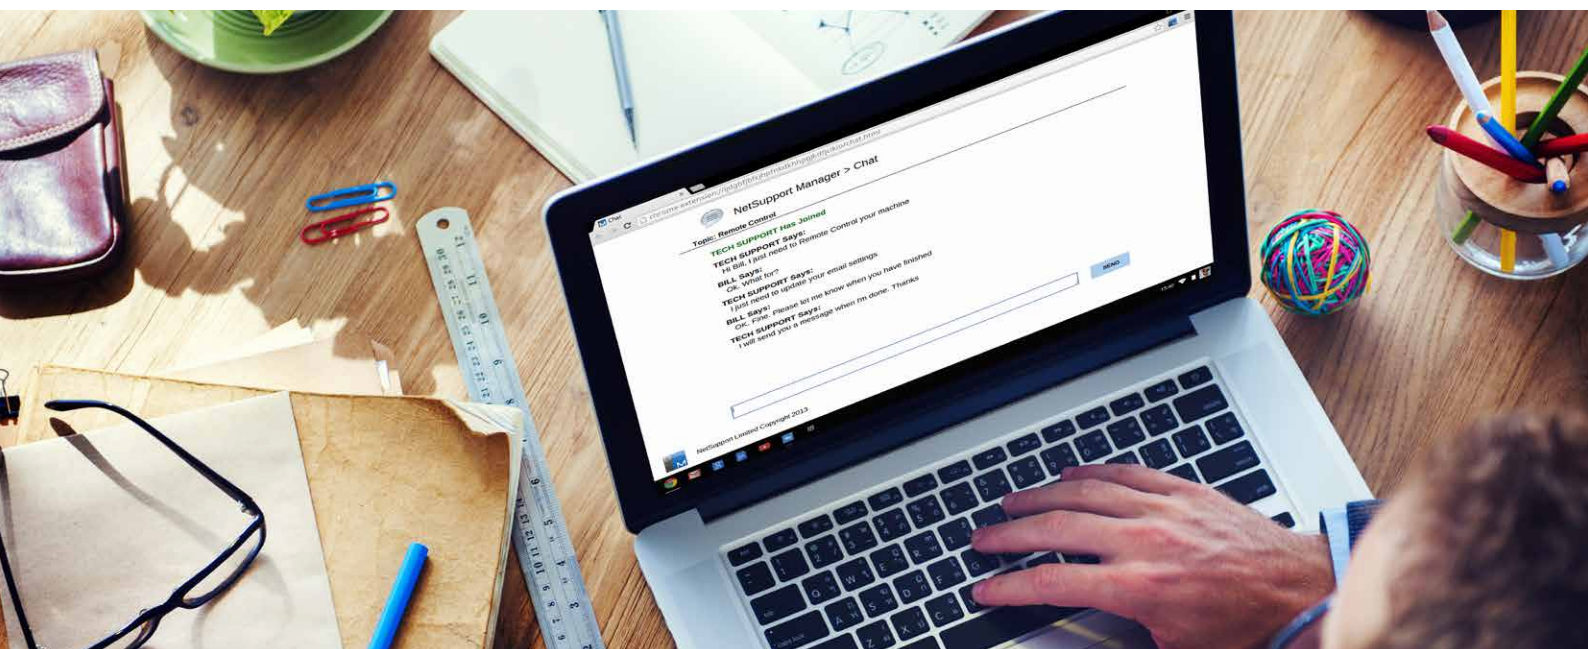 Chat
NetSupport Manager > Chat
Topic: Remote Control
TECH SUPPORT Has Joined
TECH SUPPORT Says:
Hi Bill, I just need to Remote Control your machine
BILL Says:
Ok. What for?
TECH SUPPORT Says:
I just need to update your email settings
BILL Says:
OK. Fine. Please let me know when you have finished
TECH SUPPORT Says:
I will send you a message when I'm done. Thanks
SEND
NetSupport Limited Copyright 2013